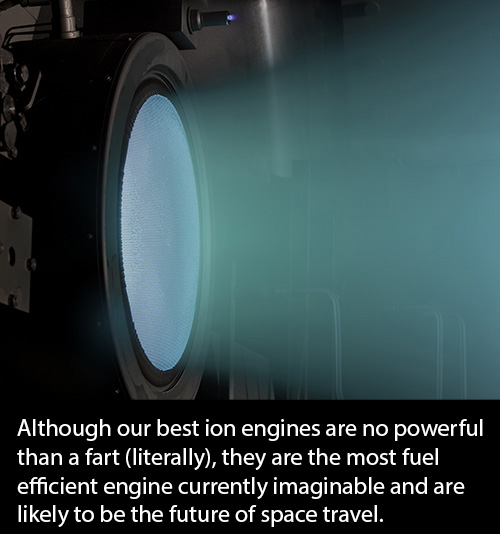 Although our best ion engines are no powerful
than a fart (literally), they are the most fuel
efficient engine currently imaginable and are
likely to be the future of space travel.